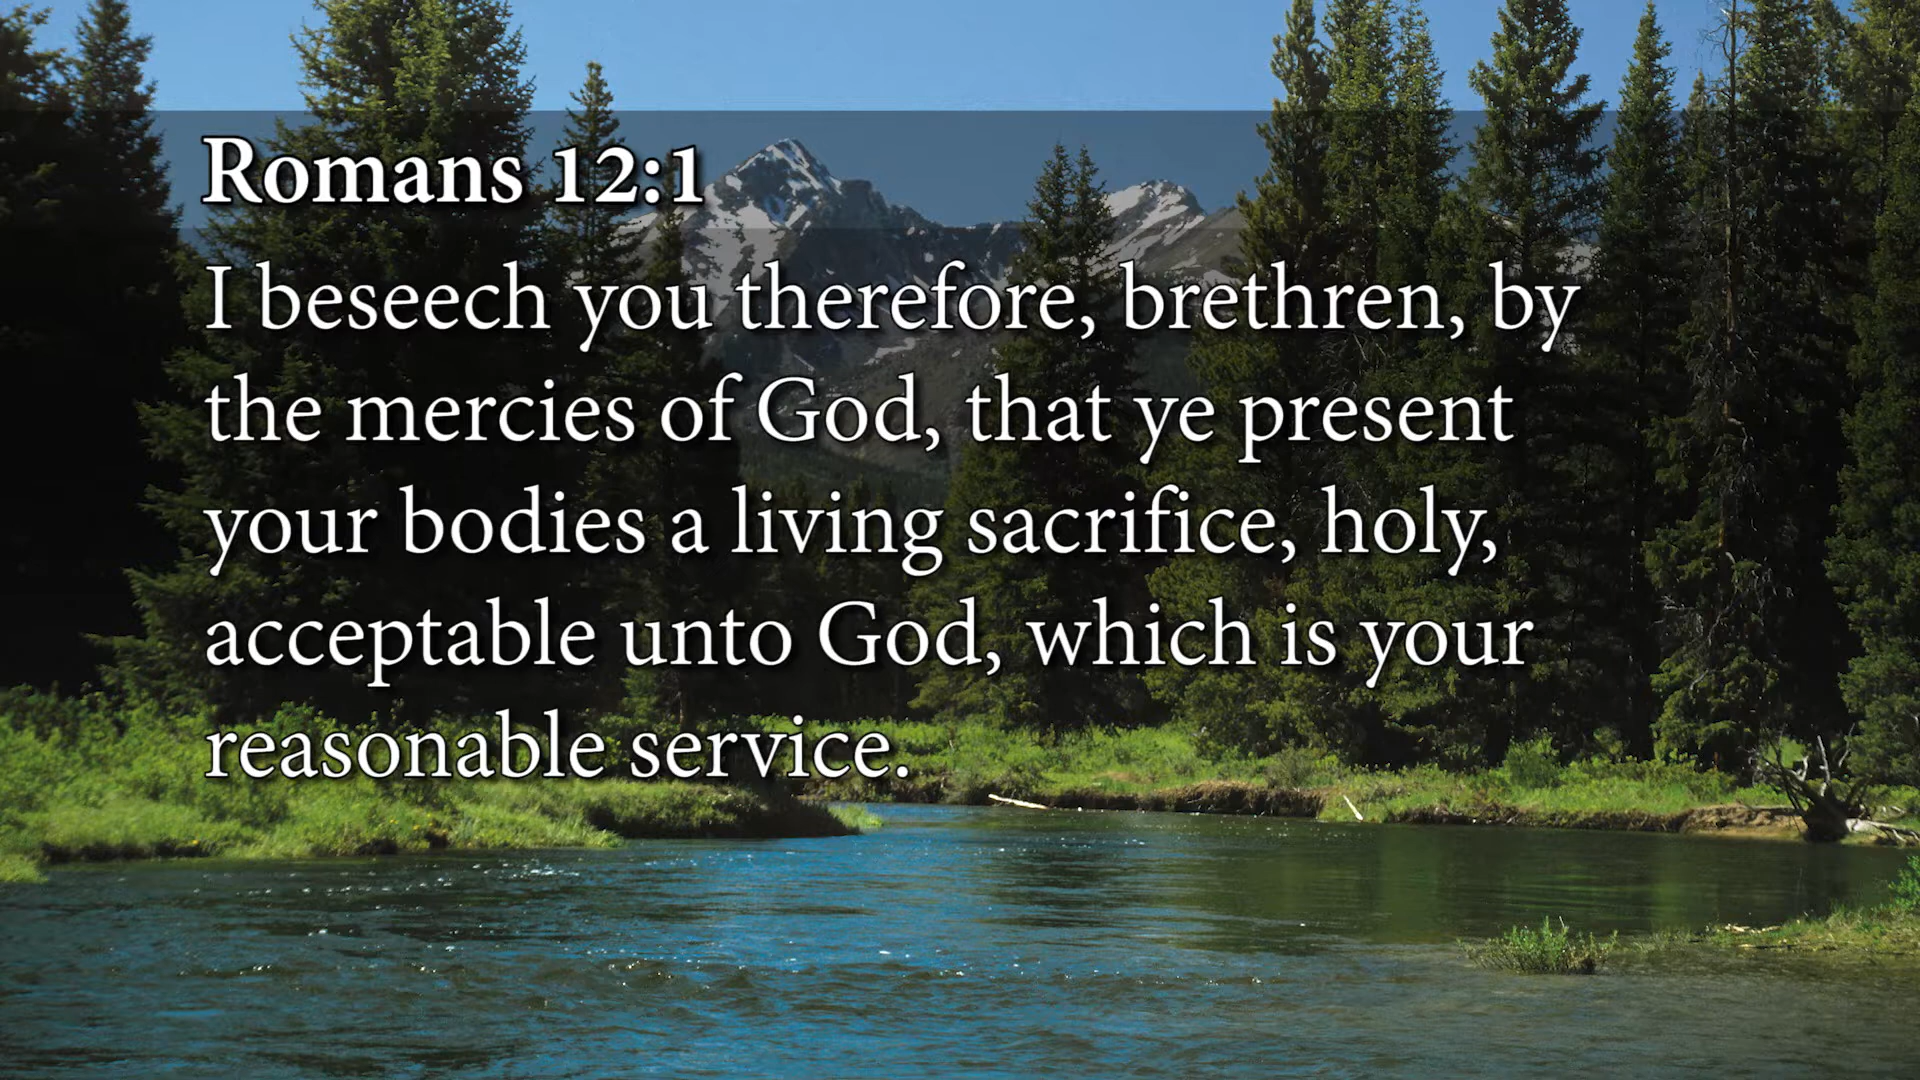 Romans 12:1
I beseech you therefore, brethren, by
the mercies of God, that ye present
your bodies a living sacrifice, holy,
acceptable unto God, which is your
reasonable service.